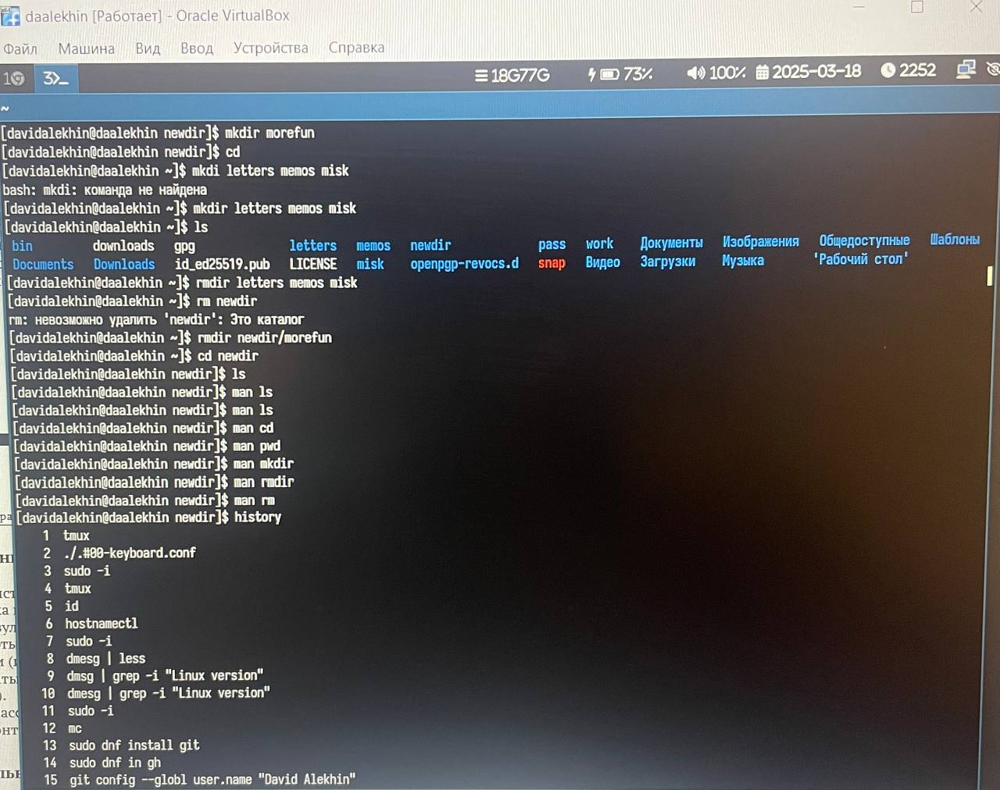 daalekhin [Работает] - Oracle VirtualBox
Файл Машина Вид Ввод Устройства Справка
1 3 >_ 18G77G 73% 100% 2025-03-18 2252
~
[davidalekhin@daalekhin newdir]$ mkdir morefun
[davidalekhin@daalekhin newdir]$ cd
[davidalekhin@daalekhin ~]$ mkdi letters memos misk
bash: mkdi: команда не найдена
[davidalekhin@daalekhin ~]$ mkdir letters memos misk
[davidalekhin@daalekhin ~]$ ls
bin downloads gpg letters memos newdir pass work Документы Изображения Общедоступные Шаблоны
Documents Downloads id_ed25519.pub LICENSE misk openpgp-revocs.d snap Видео Загрузки Музыка 'Рабочий стол'
[davidalekhin@daalekhin ~]$ rmdir letters memos misk
[davidalekhin@daalekhin ~]$ rm newdir
rm: невозможно удалить 'newdir': Это каталог
[davidalekhin@daalekhin ~]$ rmdir newdir/morefun
[davidalekhin@daalekhin ~]$ cd newdir
[davidalekhin@daalekhin newdir]$ ls
[davidalekhin@daalekhin newdir]$ man ls
[davidalekhin@daalekhin newdir]$ man ls
[davidalekhin@daalekhin newdir]$ man cd
[davidalekhin@daalekhin newdir]$ man pwd
[davidalekhin@daalekhin newdir]$ man mkdir
[davidalekhin@daalekhin newdir]$ man rmdir
[davidalekhin@daalekhin newdir]$ man rm
[davidalekhin@daalekhin newdir]$ history
1 tmux
2 ./.#00-keyboard.conf
3 sudo -i
4 tmux
5 id
6 hostnamectl
7 sudo -i
8 dmesg | less
9 dmsg | grep -i "Linux version"
10 dmesg | grep -i "Linux version"
11 sudo -i
12 mc
13 sudo dnf install git
14 sudo dnf in gh
15 git config --globl user.name "David Alekhin"